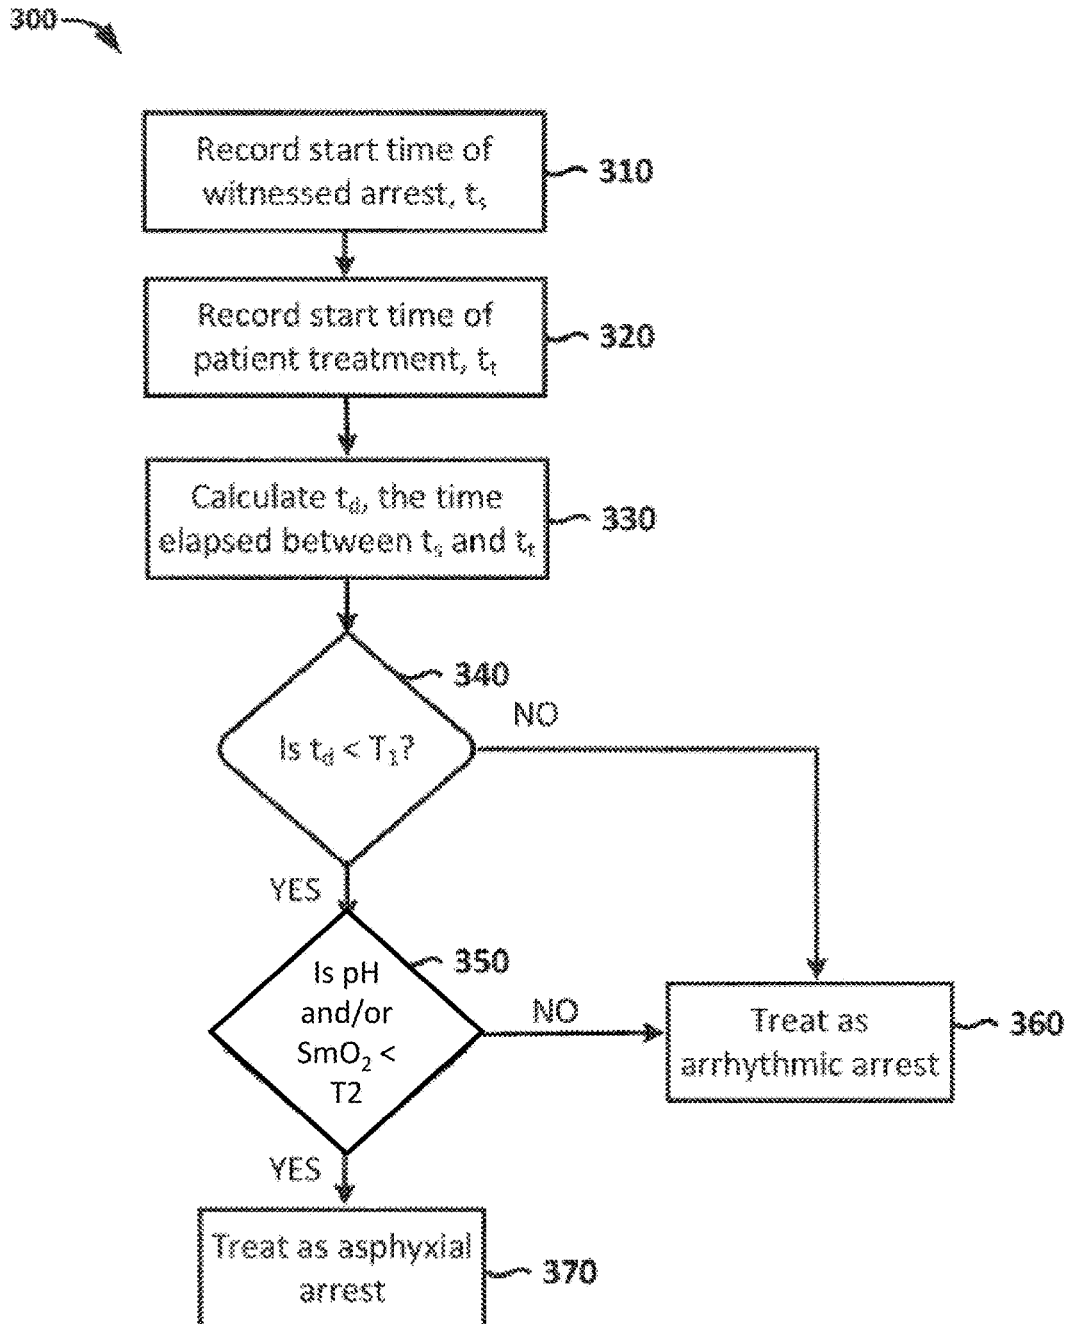 300
Record start time of
witnessed arrest, tₛ
310
Record start time of
patient treatment, tₜ
320
Calculate t_d, the time
elapsed between tₛ and tₜ
330
340
Is t_d < T₁?
NO
YES
350
Is pH
and/or
SmO₂ <
T2
NO
Treat as
arrhythmic arrest
360
YES
Treat as asphyxial
arrest
370